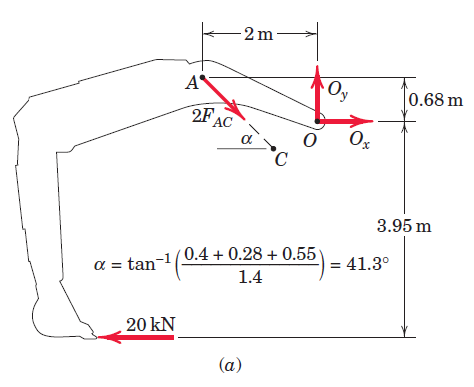 2 m
A
O_y
0.68 m
2F_AC
α
C
O
O_x
3.95 m
α = tan⁻¹(0.4 + 0.28 + 0.55 / 1.4) = 41.3°
20 kN
(a)